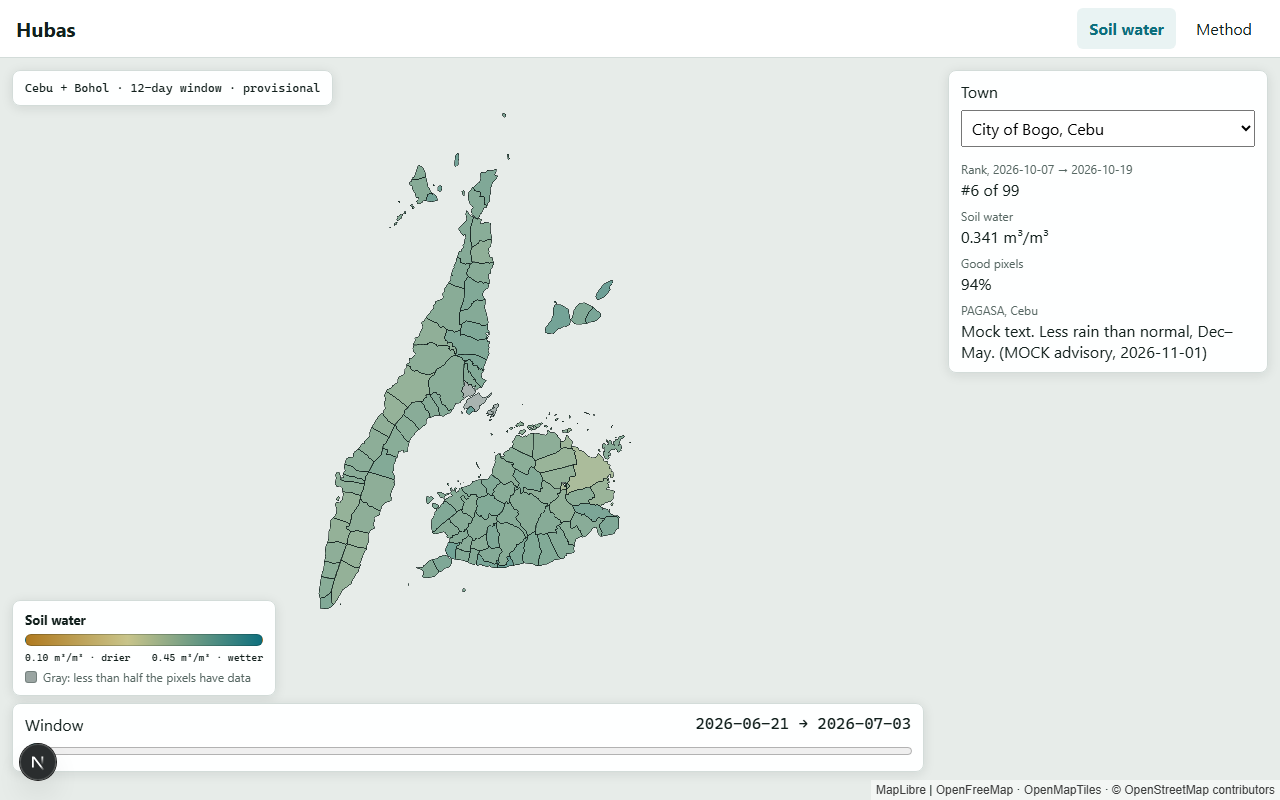 Hubas
Soil water
Method
Cebu + Bohol · 12-day window · provisional
Town
City of Bogo, Cebu
Rank, 2026-10-07 → 2026-10-19
#6 of 99
Soil water
0.341 m³/m³
Good pixels
94%
PAGASA, Cebu
Mock text. Less rain than normal, Dec–
May. (MOCK advisory, 2026-11-01)
Soil water
0.10 m³/m³ · drier
0.45 m³/m³ · wetter
Gray: less than half the pixels have data
Window
2026-06-21 → 2026-07-03
N
MapLibre | OpenFreeMap · OpenMapTiles · © OpenStreetMap contributors